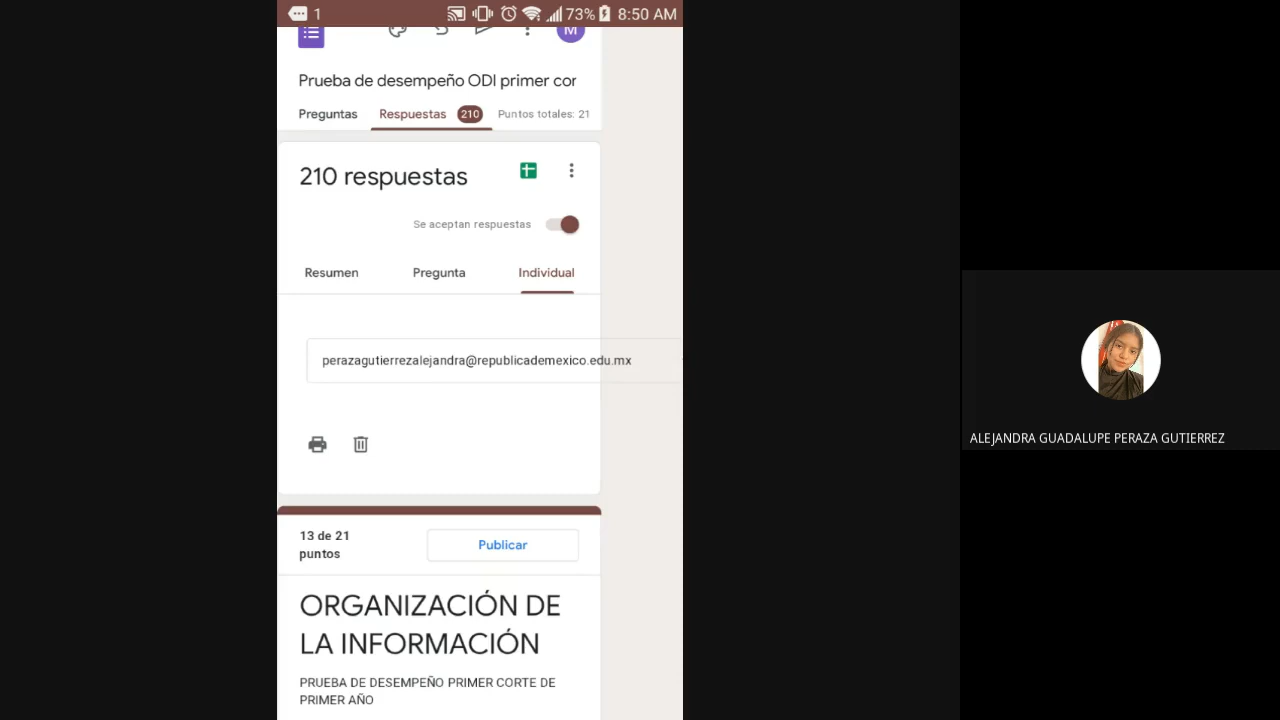 1
73%
8:50 AM
M
Prueba de desempeño ODI primer cor
Preguntas
Respuestas
210
Puntos totales: 21
210 respuestas
Se aceptan respuestas
Resumen
Pregunta
Individual
perazagutierrezalejandra@republicademexico.edu.mx
13 de 21
puntos
Publicar
ORGANIZACIÓN DE
LA INFORMACIÓN
PRUEBA DE DESEMPEÑO PRIMER CORTE DE
PRIMER AÑO
ALEJANDRA GUADALUPE PERAZA GUTIERREZ